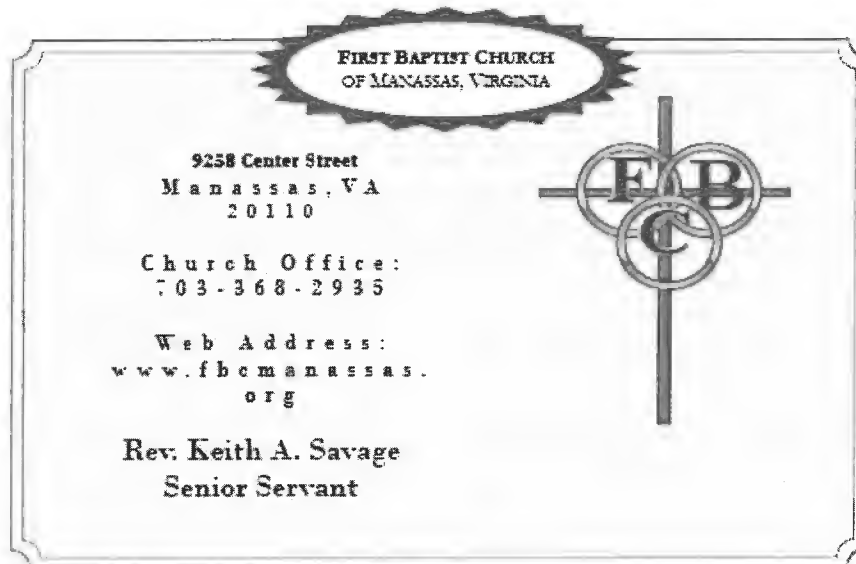 FIRST BAPTIST CHURCH
OF MANASSAS, VIRGINIA
9258 Center Street
Manassas, VA
20110
Church Office:
703-368-2935
Web Address:
www.fbcmanassas.
org
Rev. Keith A. Savage
Senior Servant
F B
C